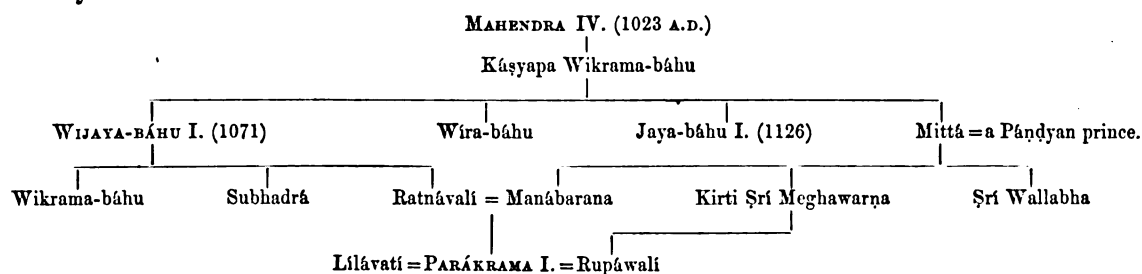 MAHENDRA IV. (1023 A.D.)
Káṣyapa Wikrama-báhu
WIJAYA-BÁHU I. (1071) Wíra-báhu Jaya-báhu I. (1126) Mittá = a Páṇḍyan prince.
Wikrama-báhu Subhadrá Ratnávalí = Manábarana Kirti Ṣrí Meghawarṇa Ṣrí Wallabha
Lílávatí = PARÁKRAMA I. = Rupáwalí